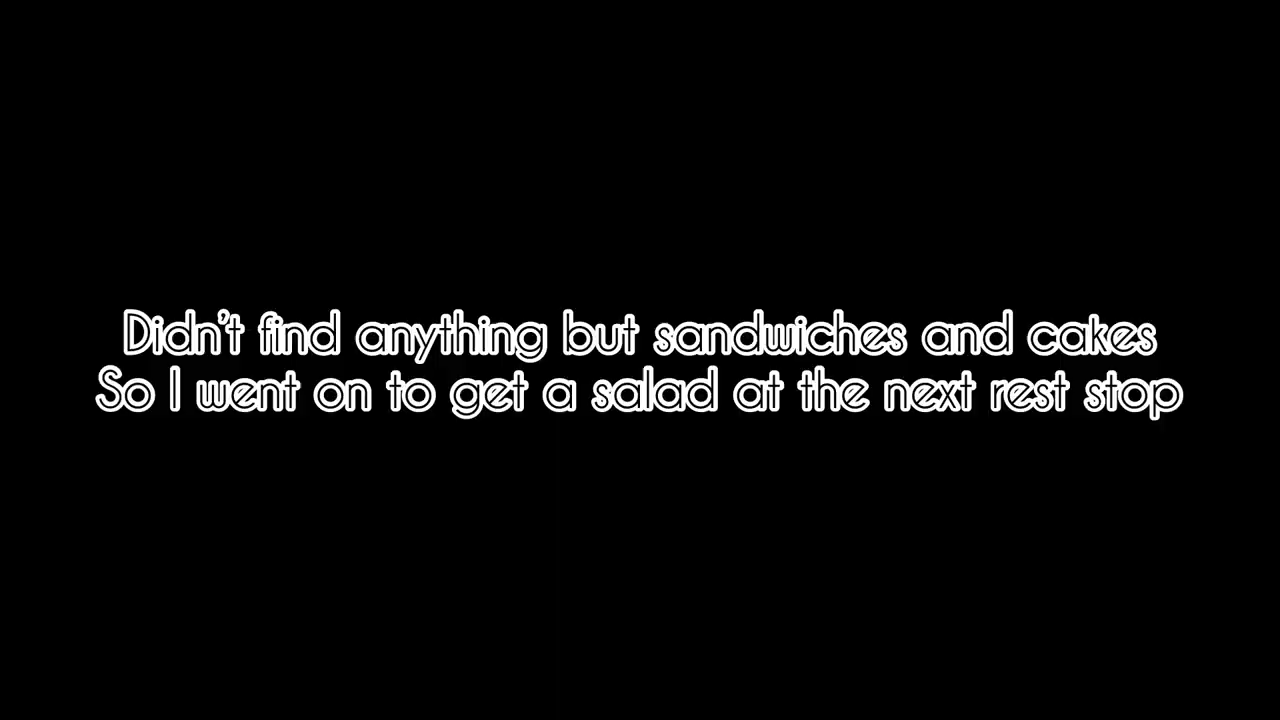 Didn't find anything but sandwiches and cakes
So I went on to get a salad at the next rest stop